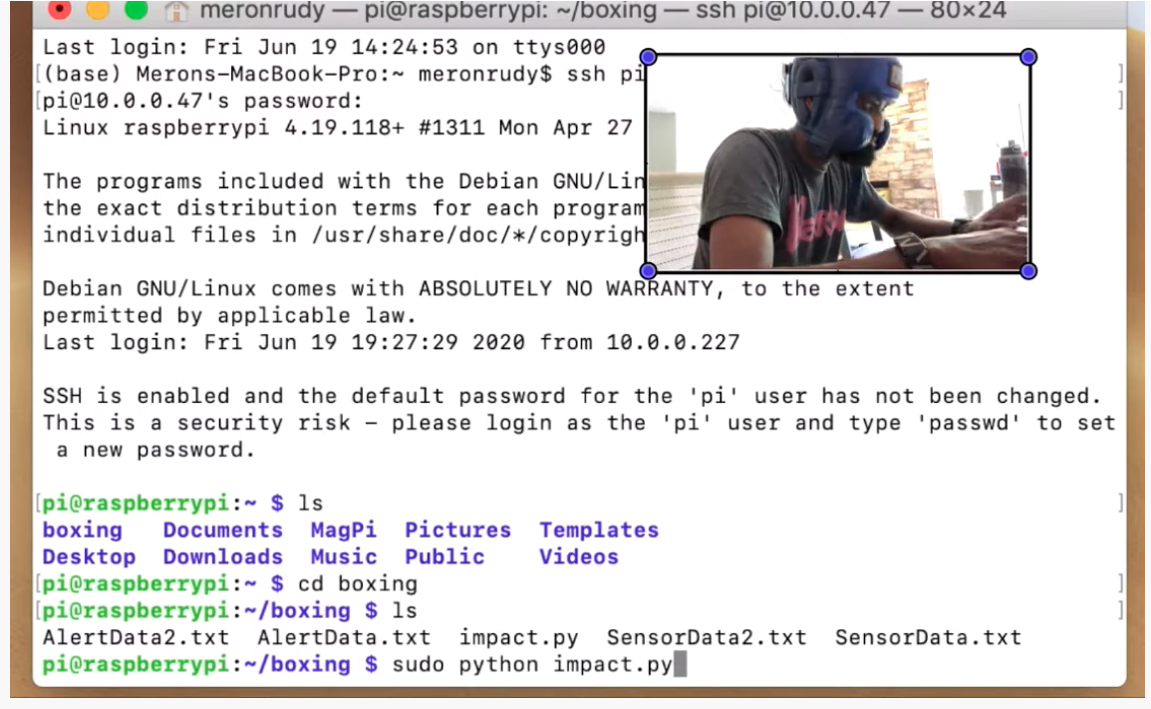 meronrudy — pi@raspberrypi: ~/boxing — ssh pi@10.0.0.47 — 80×24
Last login: Fri Jun 19 14:24:53 on ttys000
[(base) Merons-MacBook-Pro:~ meronrudy$ ssh pi ]
[pi@10.0.0.47's password: ]
Linux raspberrypi 4.19.118+ #1311 Mon Apr 27
The programs included with the Debian GNU/Lin
the exact distribution terms for each program
individual files in /usr/share/doc/*/copyrigh
Debian GNU/Linux comes with ABSOLUTELY NO WARRANTY, to the extent
permitted by applicable law.
Last login: Fri Jun 19 19:27:29 2020 from 10.0.0.227
SSH is enabled and the default password for the 'pi' user has not been changed.
This is a security risk – please login as the 'pi' user and type 'passwd' to set
a new password.
[pi@raspberrypi:~ $ ls ]
boxing Documents MagPi Pictures Templates
Desktop Downloads Music Public Videos
[pi@raspberrypi:~ $ cd boxing ]
[pi@raspberrypi:~/boxing $ ls ]
AlertData2.txt AlertData.txt impact.py SensorData2.txt SensorData.txt
pi@raspberrypi:~/boxing $ sudo python impact.py